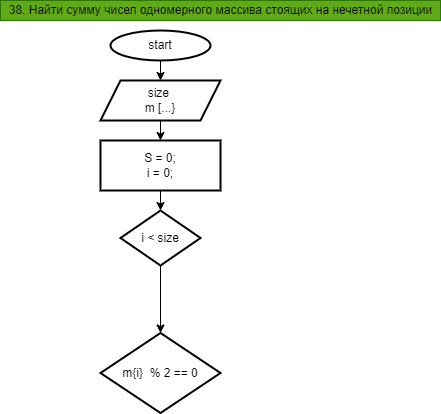 38. Найти сумму чисел одномерного массива стоящих на нечетной позиции
start
size
m [...}
S = 0;
i = 0;
i < size
m{i} % 2 == 0